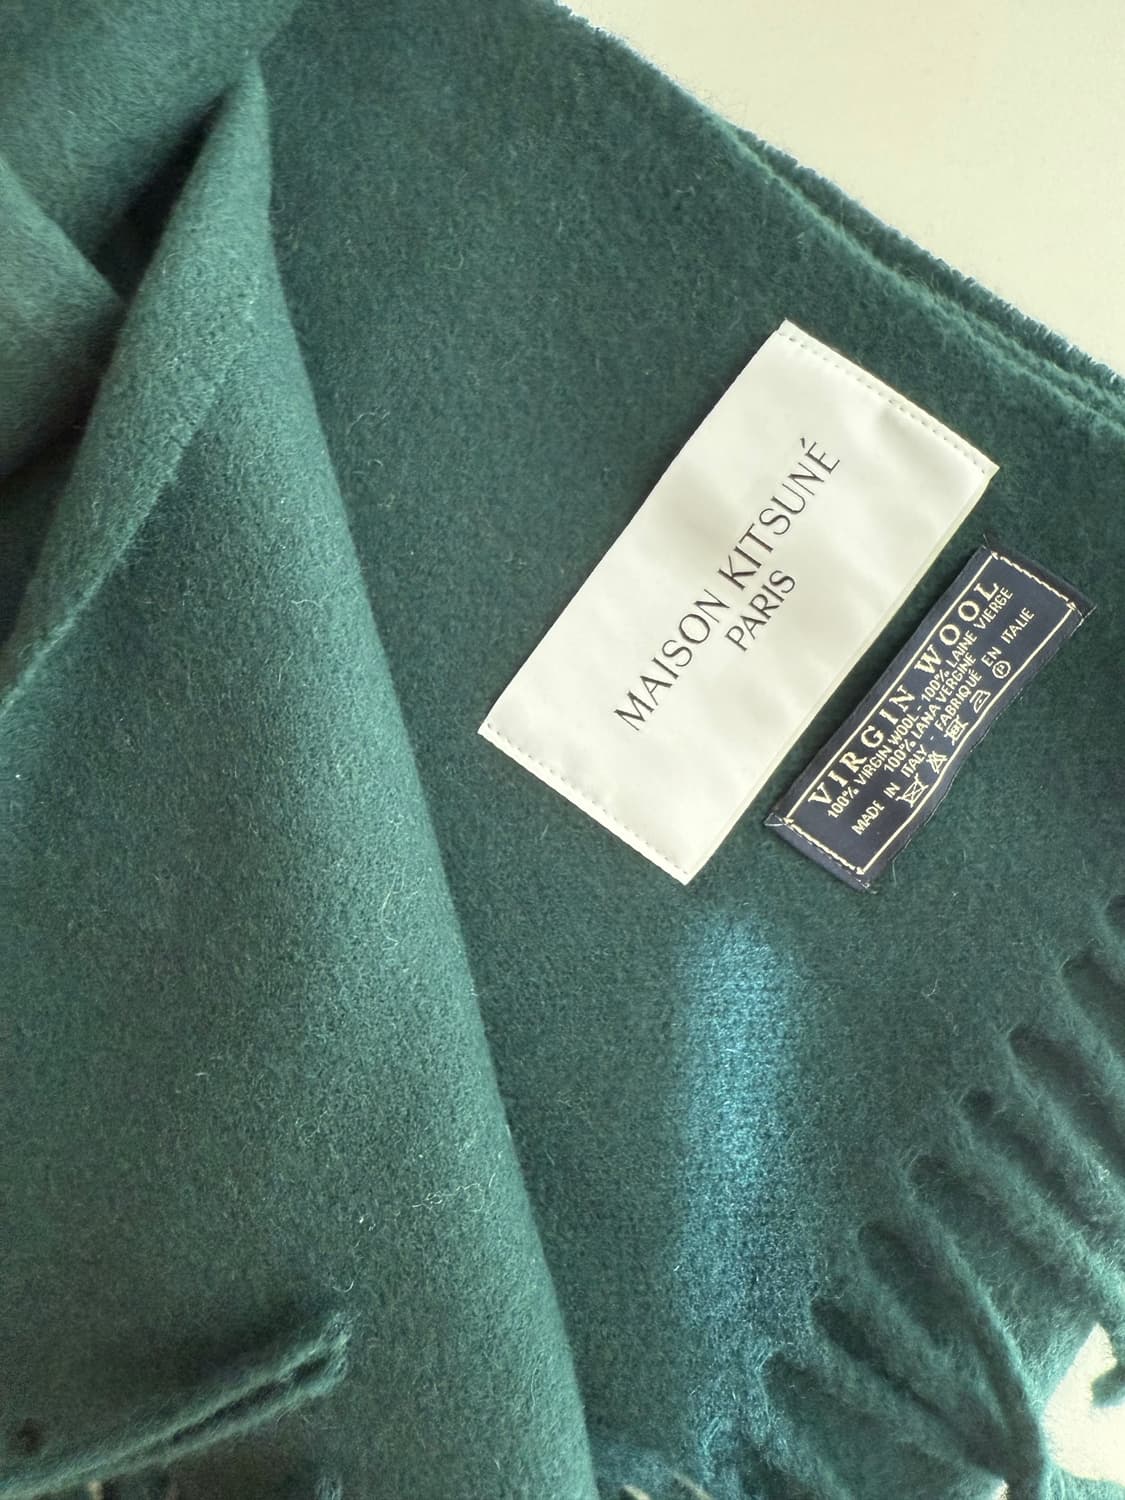 MAISON KITSUNÉ
PARIS
VIRGIN WOOL
100% VIRGIN WOOL - 100% LAINE VIERGE
100% LANA VERGINE
MADE IN ITALY - FABRIQUÉ EN ITALIE
P